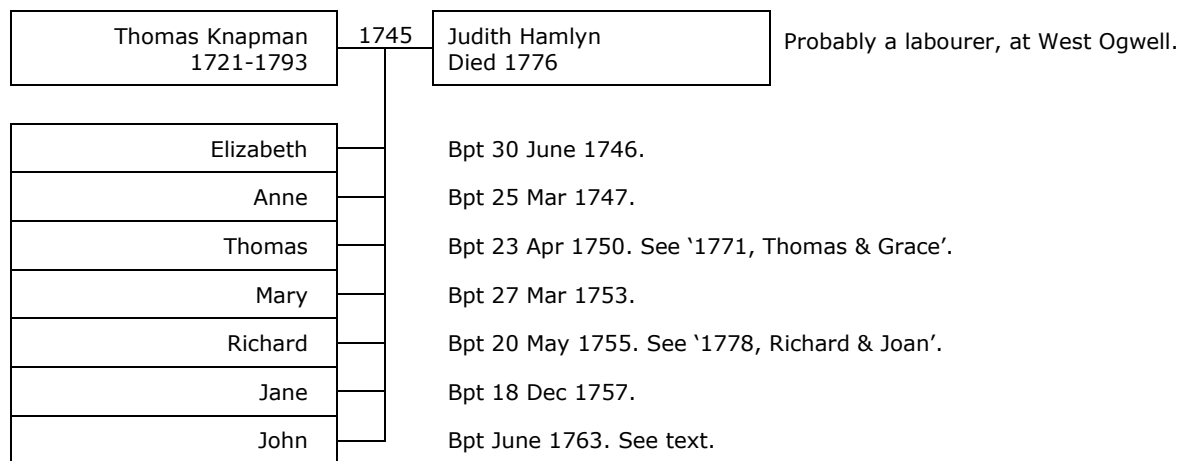 Thomas Knapman 1745 Judith Hamlyn Probably a labourer, at West Ogwell.
1721-1793 Died 1776
Elizabeth Bpt 30 June 1746.
Anne Bpt 25 Mar 1747.
Thomas Bpt 23 Apr 1750. See ‘1771, Thomas & Grace’.
Mary Bpt 27 Mar 1753.
Richard Bpt 20 May 1755. See ‘1778, Richard & Joan’.
Jane Bpt 18 Dec 1757.
John Bpt June 1763. See text.